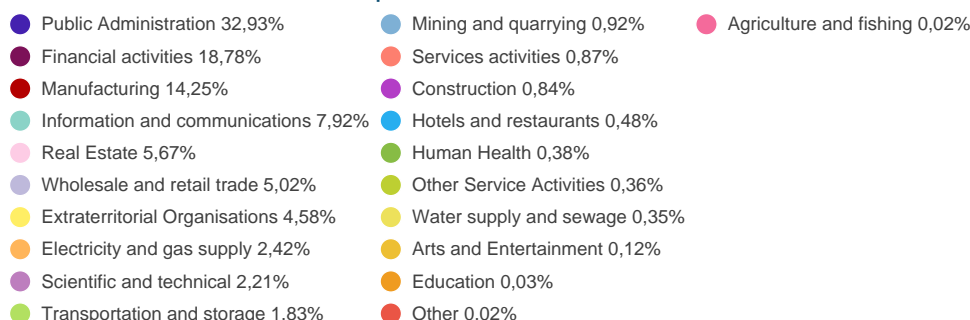 Public Administration 32,93%
Financial activities 18,78%
Manufacturing 14,25%
Information and communications 7,92%
Real Estate 5,67%
Wholesale and retail trade 5,02%
Extraterritorial Organisations 4,58%
Electricity and gas supply 2,42%
Scientific and technical 2,21%
Transportation and storage 1,83%
Mining and quarrying 0,92%
Services activities 0,87%
Construction 0,84%
Hotels and restaurants 0,48%
Human Health 0,38%
Other Service Activities 0,36%
Water supply and sewage 0,35%
Arts and Entertainment 0,12%
Education 0,03%
Other 0,02%
Agriculture and fishing 0,02%